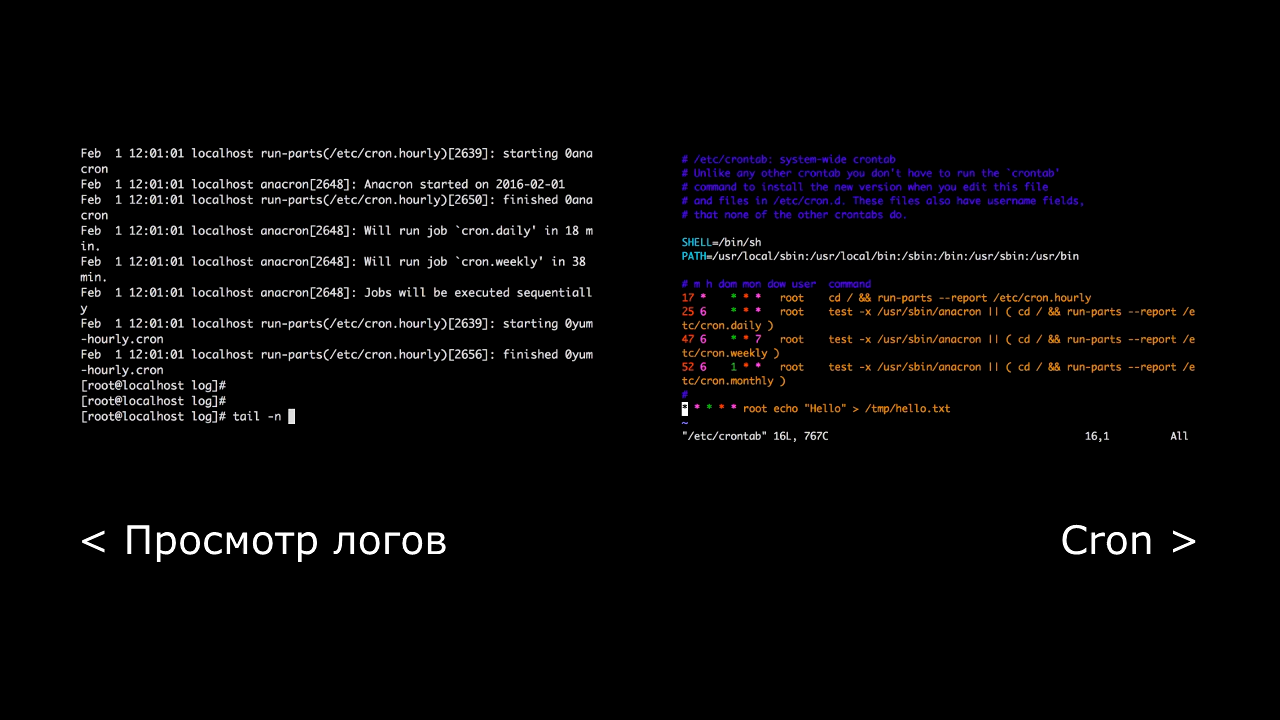 Feb  1 12:01:01 localhost run-parts(/etc/cron.hourly)[2639]: starting 0ana
cron
Feb  1 12:01:01 localhost anacron[2648]: Anacron started on 2016-02-01
Feb  1 12:01:01 localhost run-parts(/etc/cron.hourly)[2650]: finished 0ana
cron
Feb  1 12:01:01 localhost anacron[2648]: Will run job `cron.daily' in 18 m
in.
Feb  1 12:01:01 localhost anacron[2648]: Will run job `cron.weekly' in 38
min.
Feb  1 12:01:01 localhost anacron[2648]: Jobs will be executed sequentiall
y
Feb  1 12:01:01 localhost run-parts(/etc/cron.hourly)[2639]: starting 0yum
-hourly.cron
Feb  1 12:01:01 localhost run-parts(/etc/cron.hourly)[2656]: finished 0yum
-hourly.cron
[root@localhost log]#
[root@localhost log]#
[root@localhost log]# tail -n
# /etc/crontab: system-wide crontab
# Unlike any other crontab you don't have to run the `crontab'
# command to install the new version when you edit this file
# and files in /etc/cron.d. These files also have username fields,
# that none of the other crontabs do.
SHELL=/bin/sh
PATH=/usr/local/sbin:/usr/local/bin:/sbin:/bin:/usr/sbin:/usr/bin
# m h dom mon dow user  command
17 *    * * *   root    cd / && run-parts --report /etc/cron.hourly
25 6    * * *   root    test -x /usr/sbin/anacron || ( cd / && run-parts --report /e
tc/cron.daily )
47 6    * * 7   root    test -x /usr/sbin/anacron || ( cd / && run-parts --report /e
tc/cron.weekly )
52 6    1 * *   root    test -x /usr/sbin/anacron || ( cd / && run-parts --report /e
tc/cron.monthly )
#
* * * * * root echo "Hello" > /tmp/hello.txt
~
"/etc/crontab" 16L, 767C 16,1 All
< Просмотр логов
Cron >